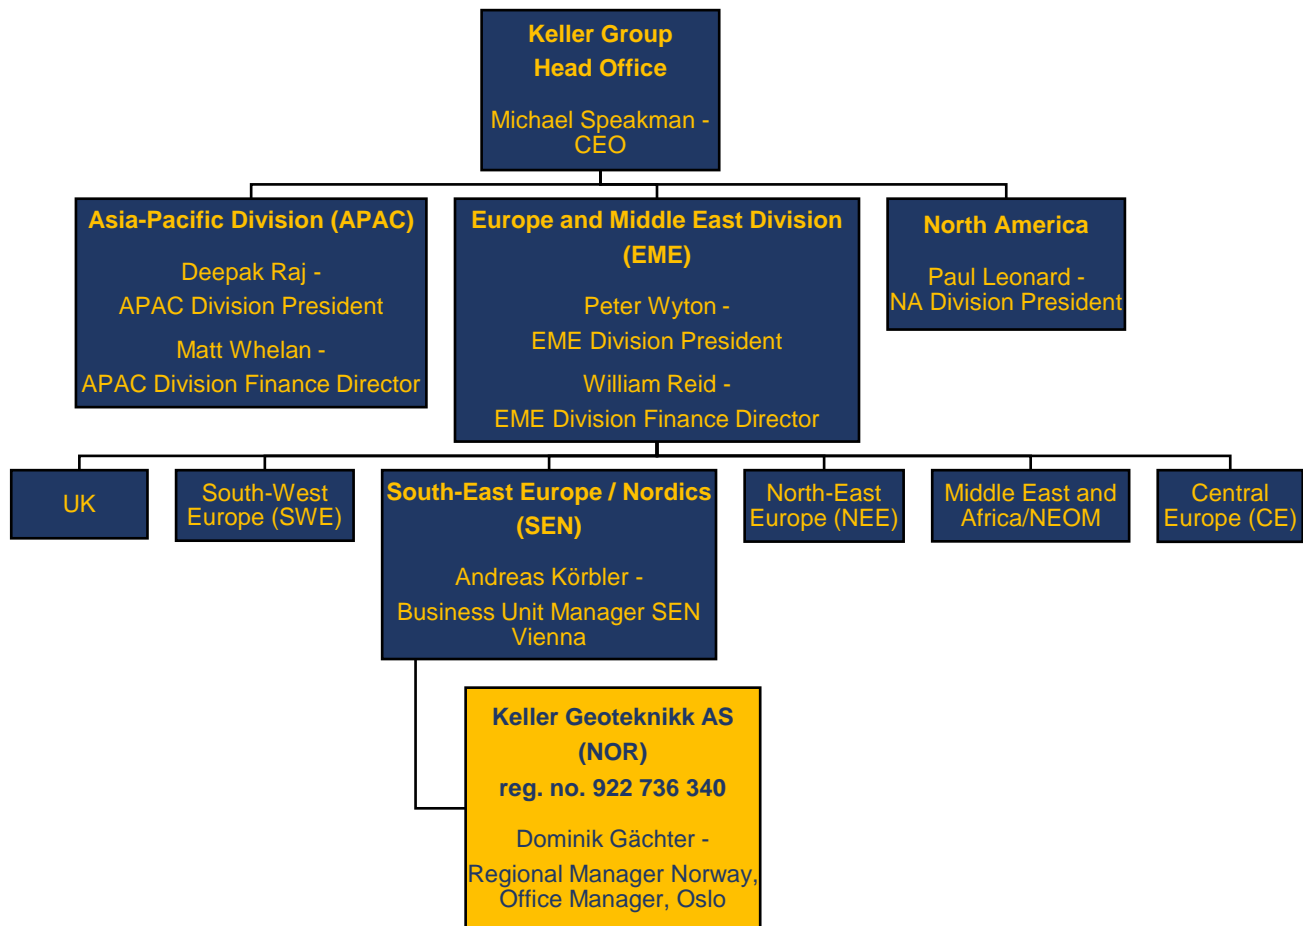 Keller Group
Head Office
Michael Speakman -
CEO
Asia-Pacific Division (APAC)
Deepak Raj -
APAC Division President
Matt Whelan -
APAC Division Finance Director
Europe and Middle East Division
(EME)
Peter Wyton -
EME Division President
William Reid -
EME Division Finance Director
North America
Paul Leonard -
NA Division President
UK
South-West
Europe (SWE)
South-East Europe / Nordics
(SEN)
Andreas Körbler -
Business Unit Manager SEN
Vienna
North-East
Europe (NEE)
Middle East and
Africa/NEOM
Central
Europe (CE)
Keller Geoteknikk AS
(NOR)
reg. no. 922 736 340
Dominik Gächter -
Regional Manager Norway,
Office Manager, Oslo